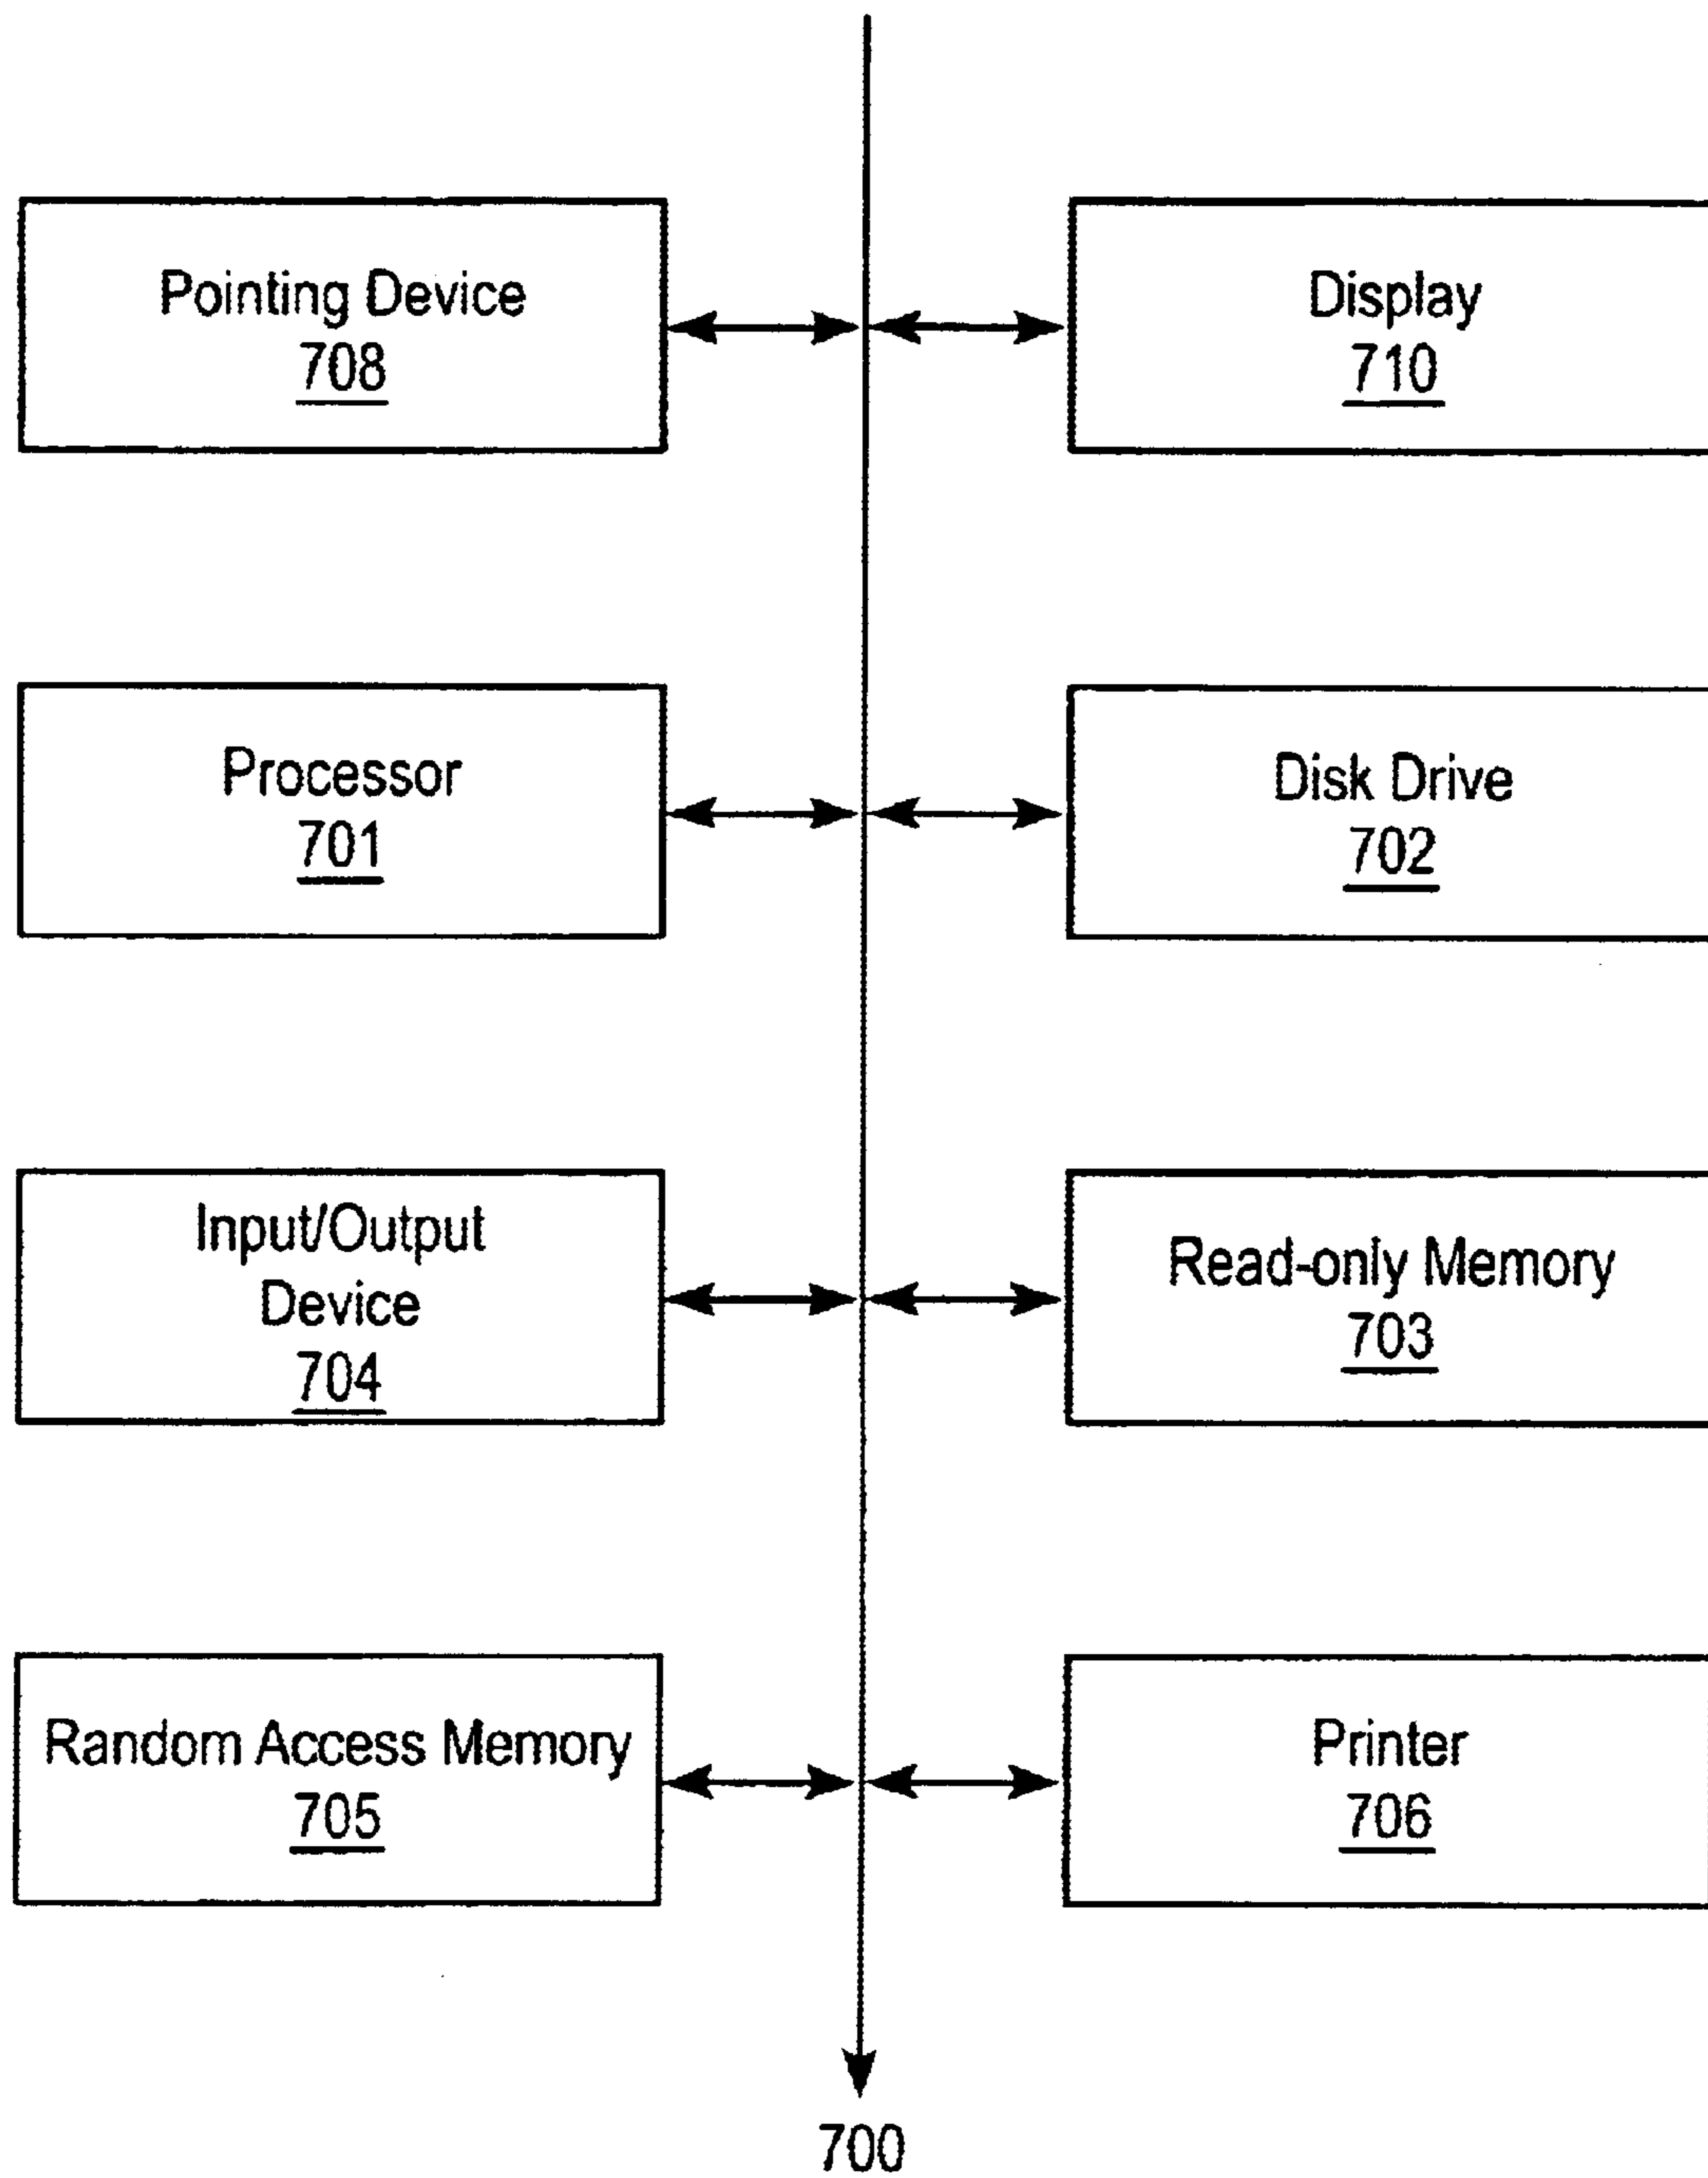 Pointing Device
708
Display
710
Processor
701
Disk Drive
702
Input/Output
Device
704
Read-only Memory
703
Random Access Memory
705
Printer
706
700